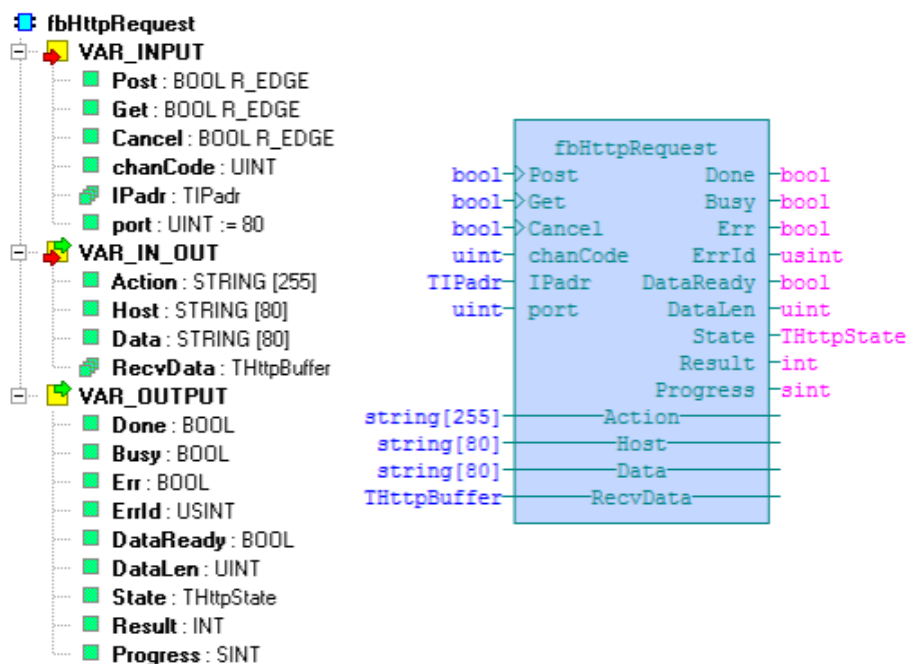 fbHttpRequest
VAR_INPUT
Post : BOOL R_EDGE
Get : BOOL R_EDGE
Cancel : BOOL R_EDGE
chanCode : UINT
IPadr : TIPadr
port : UINT := 80
VAR_IN_OUT
Action : STRING [255]
Host : STRING [80]
Data : STRING [80]
RecvData : THttpBuffer
VAR_OUTPUT
Done : BOOL
Busy : BOOL
Err : BOOL
ErrId : USINT
DataReady : BOOL
DataLen : UINT
State : THttpState
Result : INT
Progress : SINT
fbHttpRequest
bool Post Done bool
bool Get Busy bool
bool Cancel Err bool
uint chanCode ErrId usint
TIPadr IPadr DataReady bool
uint port DataLen uint
State THttpState
Result int
Progress sint
string[255] Action
string[80] Host
string[80] Data
THttpBuffer RecvData